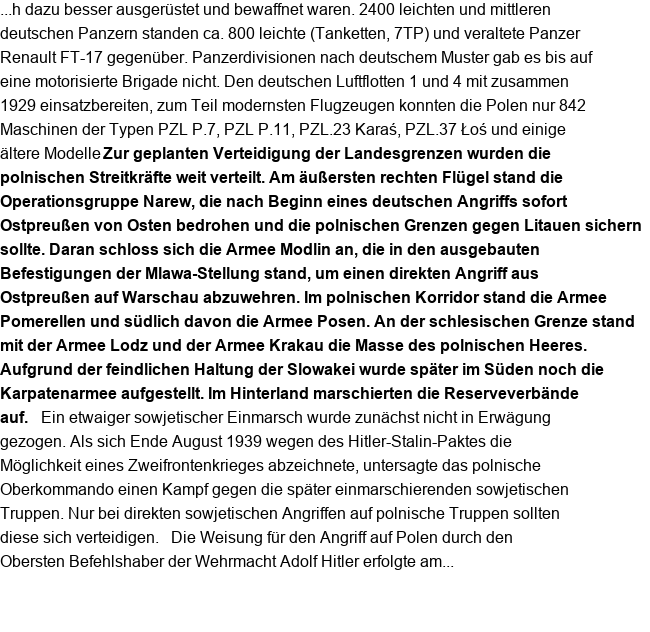 ...h dazu besser ausgerüstet und bewaffnet waren. 2400 leichten und mittleren
deutschen Panzern standen ca. 800 leichte (Tanketten, 7TP) und veraltete Panzer
Renault FT-17 gegenüber. Panzerdivisionen nach deutschem Muster gab es bis auf
eine motorisierte Brigade nicht. Den deutschen Luftflotten 1 und 4 mit zusammen
1929 einsatzbereiten, zum Teil modernsten Flugzeugen konnten die Polen nur 842
Maschinen der Typen PZL P.7, PZL P.11, PZL.23 Karaś, PZL.37 Łoś und einige
ältere Modelle Zur geplanten Verteidigung der Landesgrenzen wurden die
polnischen Streitkräfte weit verteilt. Am äußersten rechten Flügel stand die
Operationsgruppe Narew, die nach Beginn eines deutschen Angriffs sofort
Ostpreußen von Osten bedrohen und die polnischen Grenzen gegen Litauen sichern
sollte. Daran schloss sich die Armee Modlin an, die in den ausgebauten
Befestigungen der Mlawa-Stellung stand, um einen direkten Angriff aus
Ostpreußen auf Warschau abzuwehren. Im polnischen Korridor stand die Armee
Pomerellen und südlich davon die Armee Posen. An der schlesischen Grenze stand
mit der Armee Lodz und der Armee Krakau die Masse des polnischen Heeres.
Aufgrund der feindlichen Haltung der Slowakei wurde später im Süden noch die
Karpatenarmee aufgestellt. Im Hinterland marschierten die Reserveverbände
auf. Ein etwaiger sowjetischer Einmarsch wurde zunächst nicht in Erwägung
gezogen. Als sich Ende August 1939 wegen des Hitler-Stalin-Paktes die
Möglichkeit eines Zweifrontenkrieges abzeichnete, untersagte das polnische
Oberkommando einen Kampf gegen die später einmarschierenden sowjetischen
Truppen. Nur bei direkten sowjetischen Angriffen auf polnische Truppen sollten
diese sich verteidigen. Die Weisung für den Angriff auf Polen durch den
Obersten Befehlshaber der Wehrmacht Adolf Hitler erfolgte am...